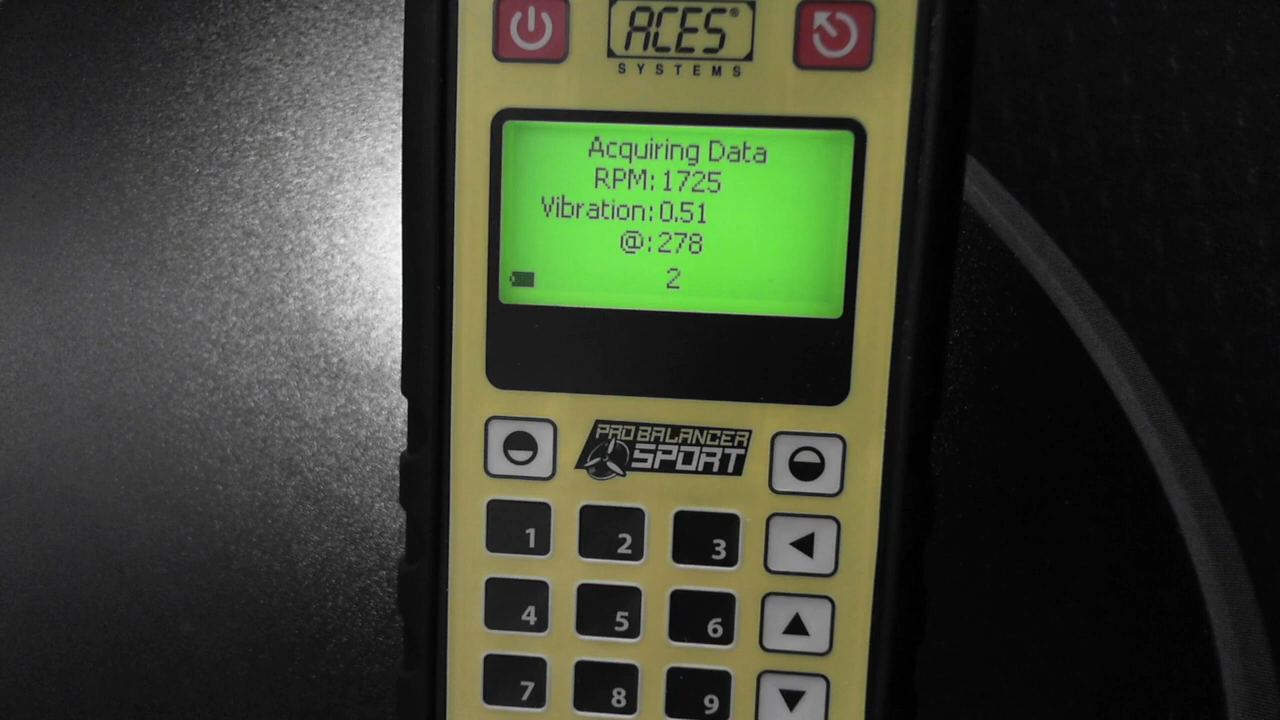 ACES®
SYSTEMS
Acquiring Data
RPM: 1725
Vibration: 0.51
@: 278
2
PRO BALANCER
SPORT
1 2 3
4 5 6
7 8 9